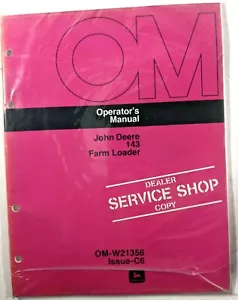 OM
Operator's
Manual
John Deere
143
Farm Loader
DEALER
SERVICE SHOP
COPY
OM-W21356
Issue-C6